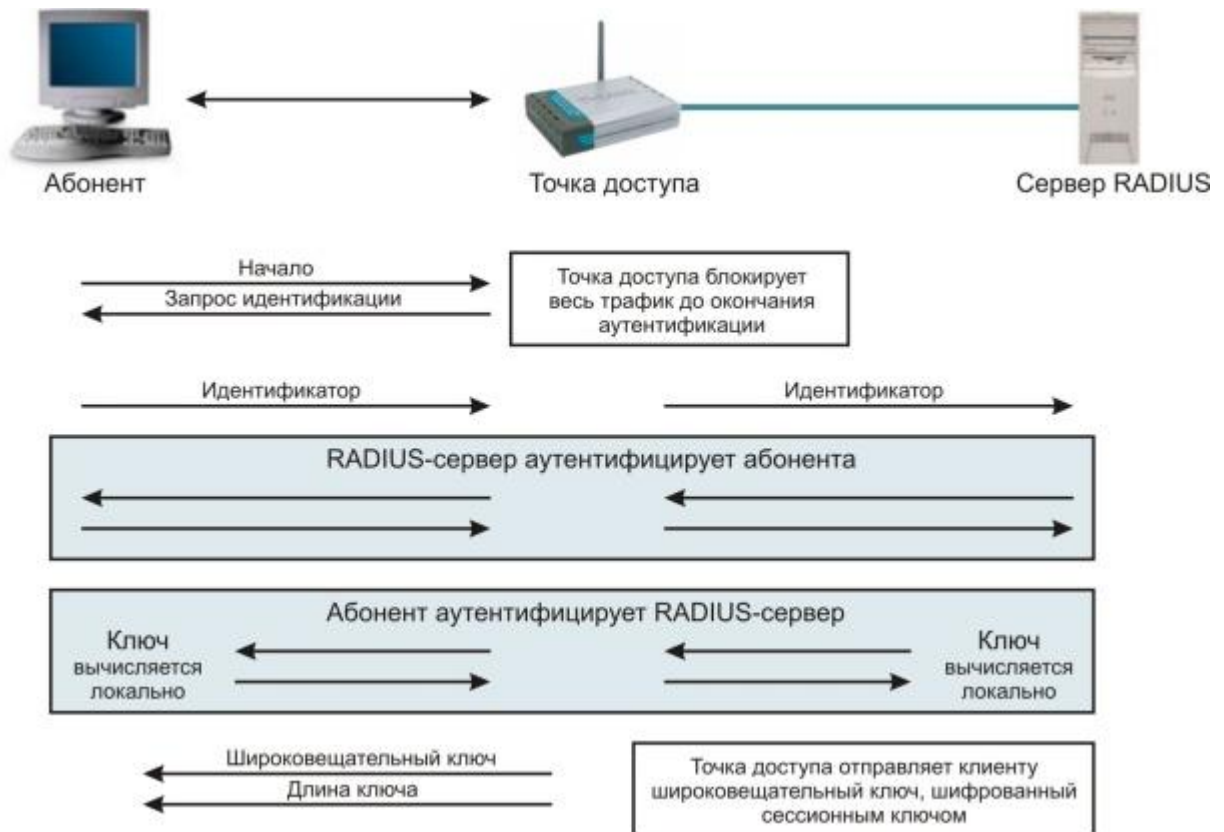 Абонент
Точка доступа
Сервер RADIUS
Начало
Запрос идентификации
Точка доступа блокирует
весь трафик до окончания
аутентификации
Идентификатор
Идентификатор
RADIUS-сервер аутентифицирует абонента
Абонент аутентифицирует RADIUS-сервер
Ключ
вычисляется
локально
Ключ
вычисляется
локально
Широковещательный ключ
Длина ключа
Точка доступа отправляет клиенту
широковещательный ключ, шифрованный
сессионным ключом